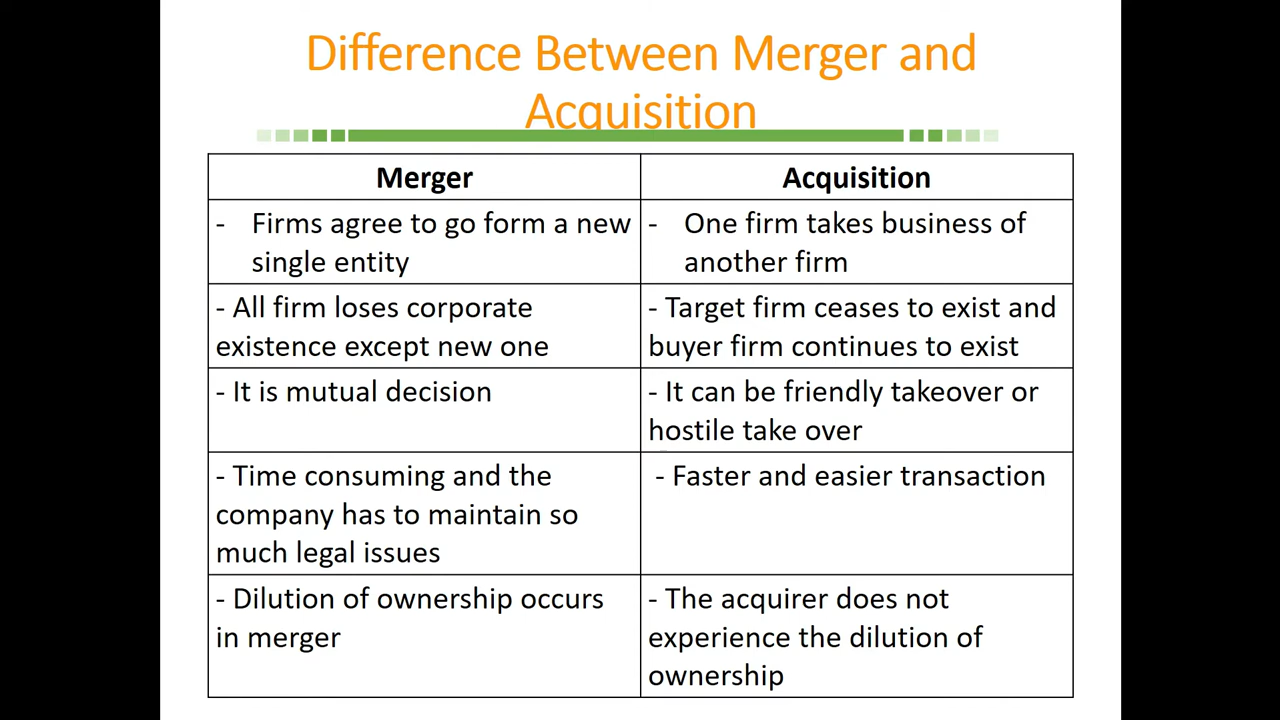 Difference Between Merger and
Acquisition
Merger
Acquisition
- Firms agree to go form a new
single entity
- One firm takes business of
another firm
- All firm loses corporate
existence except new one
- Target firm ceases to exist and
buyer firm continues to exist
- It is mutual decision
- It can be friendly takeover or
hostile take over
- Time consuming and the
company has to maintain so
much legal issues
- Faster and easier transaction
- Dilution of ownership occurs
in merger
- The acquirer does not
experience the dilution of
ownership